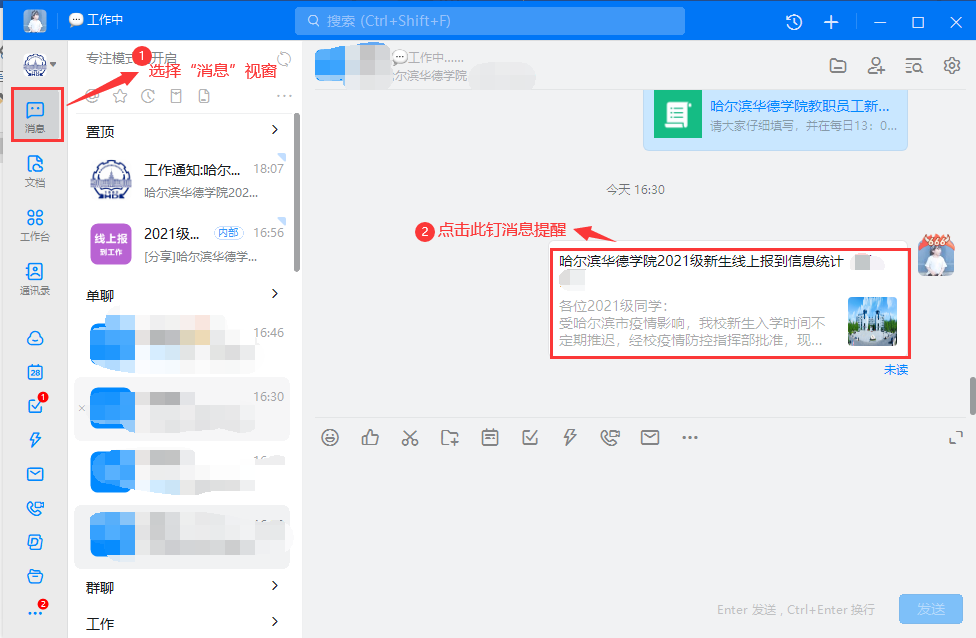 工作中
搜索 (Ctrl+Shift+F)
专注模式
开启
1
选择“消息”视窗
消息
文档
工作台
通讯录
28
1
2
置顶
工作通知:哈尔...
18:07
哈尔滨华德学院202...
线上报
到工作
2021级...
内部
16:56
[分享]哈尔滨华德学...
单聊
16:46
16:30
群聊
工作
工作中......
尔滨华德学院
哈尔滨华德学院教职员工新...
请大家仔细填写，并在每日13：0...
今天 16:30
2
点击此钉消息提醒
哈尔滨华德学院2021级新生线上报到信息统计
各位2021级同学：
受哈尔滨市疫情影响，我校新生入学时间不
定期推迟，经校疫情防控指挥部批准，现...
666
未读
Enter 发送 , Ctrl+Enter 换行
发送